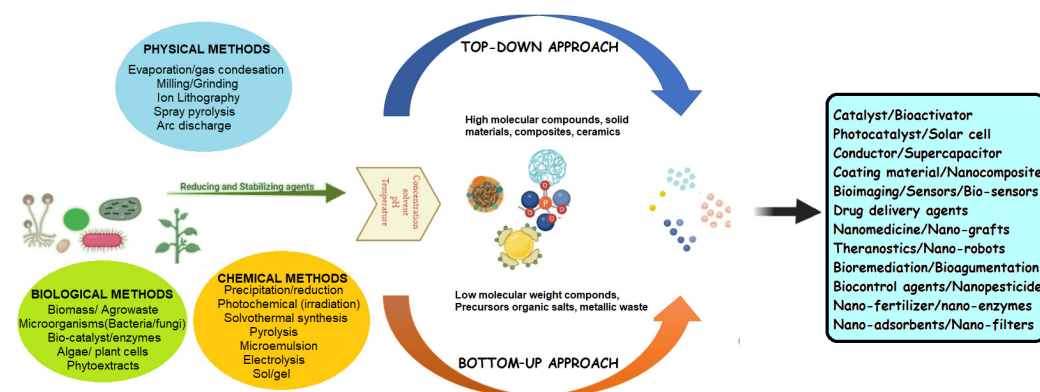 PHYSICAL METHODS
Evaporation/gas condesation
Milling/Grinding
Ion Lithography
Spray pyrolysis
Arc discharge
TOP-DOWN APPROACH
High molecular compounds, solid
materials, composites, ceramics
Reducing and Stabilizing agents
Concentration
solvent
pH
Temperature
P
O
O
O
O
BIOLOGICAL METHODS
Biomass/ Agrowaste
Microorganisms(Bacteria/fungi)
Bio-catalyst/enzymes
Algae/ plant cells
Phytoextracts
CHEMICAL METHODS
Precipitation/reduction
Photochemical (irradiation)
Solvothermal synthesis
Pyrolysis
Microemulsion
Electrolysis
Sol/gel
Low molecular weight componds,
Precursors organic salts, metallic waste
BOTTOM-UP APPROACH
Catalyst/Bioactivator
Photocatalyst/Solar cell
Conductor/Supercapacitor
Coating material/Nanocomposite
Bioimaging/Sensors/Bio-sensors
Drug delivery agents
Nanomedicine/Nano-grafts
Theranostics/Nano-robots
Bioremediation/Bioagumentation
Biocontrol agents/Nanopesticide
Nano-fertilizer/nano-enzymes
Nano-adsorbents/Nano-filters